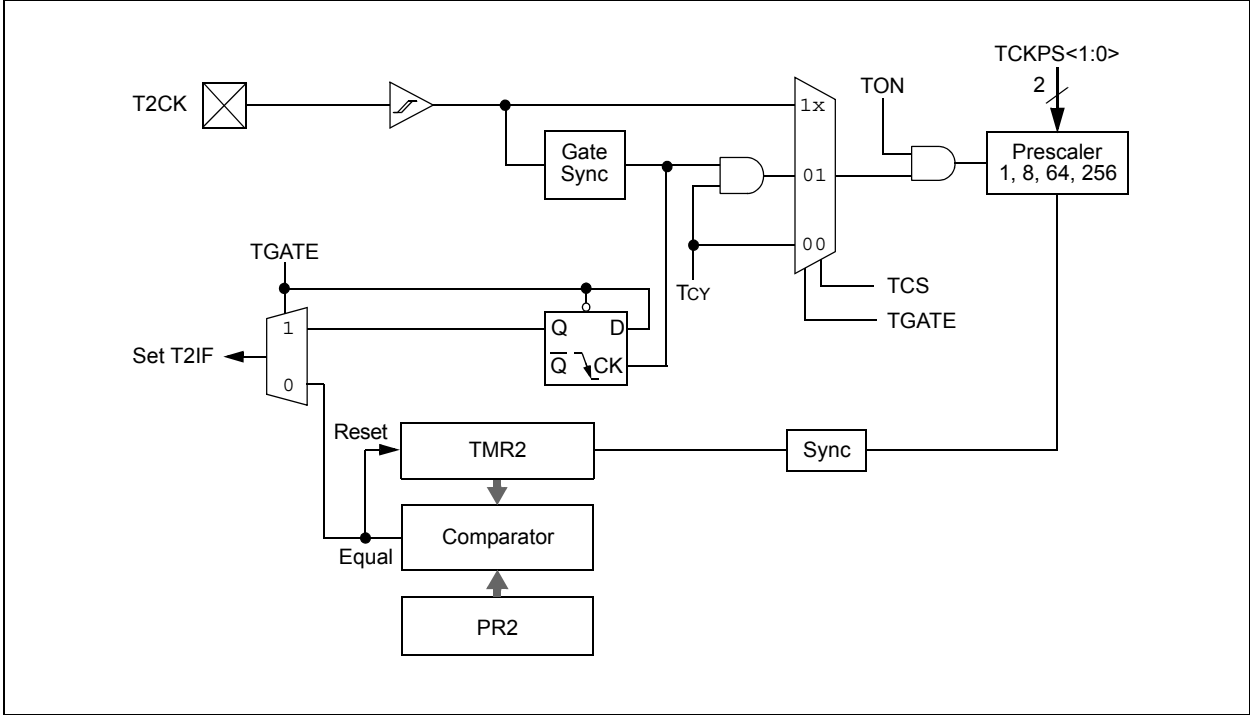 TCKPS<1:0>
2
T2CK
1x
TON
Gate
Sync
Prescaler
1, 8, 64, 256
01
TGATE
00
TCY
TCS
TGATE
1
Q
D
Set T2IF
Q
CK
0
Reset
TMR2
Sync
Comparator
Equal
PR2